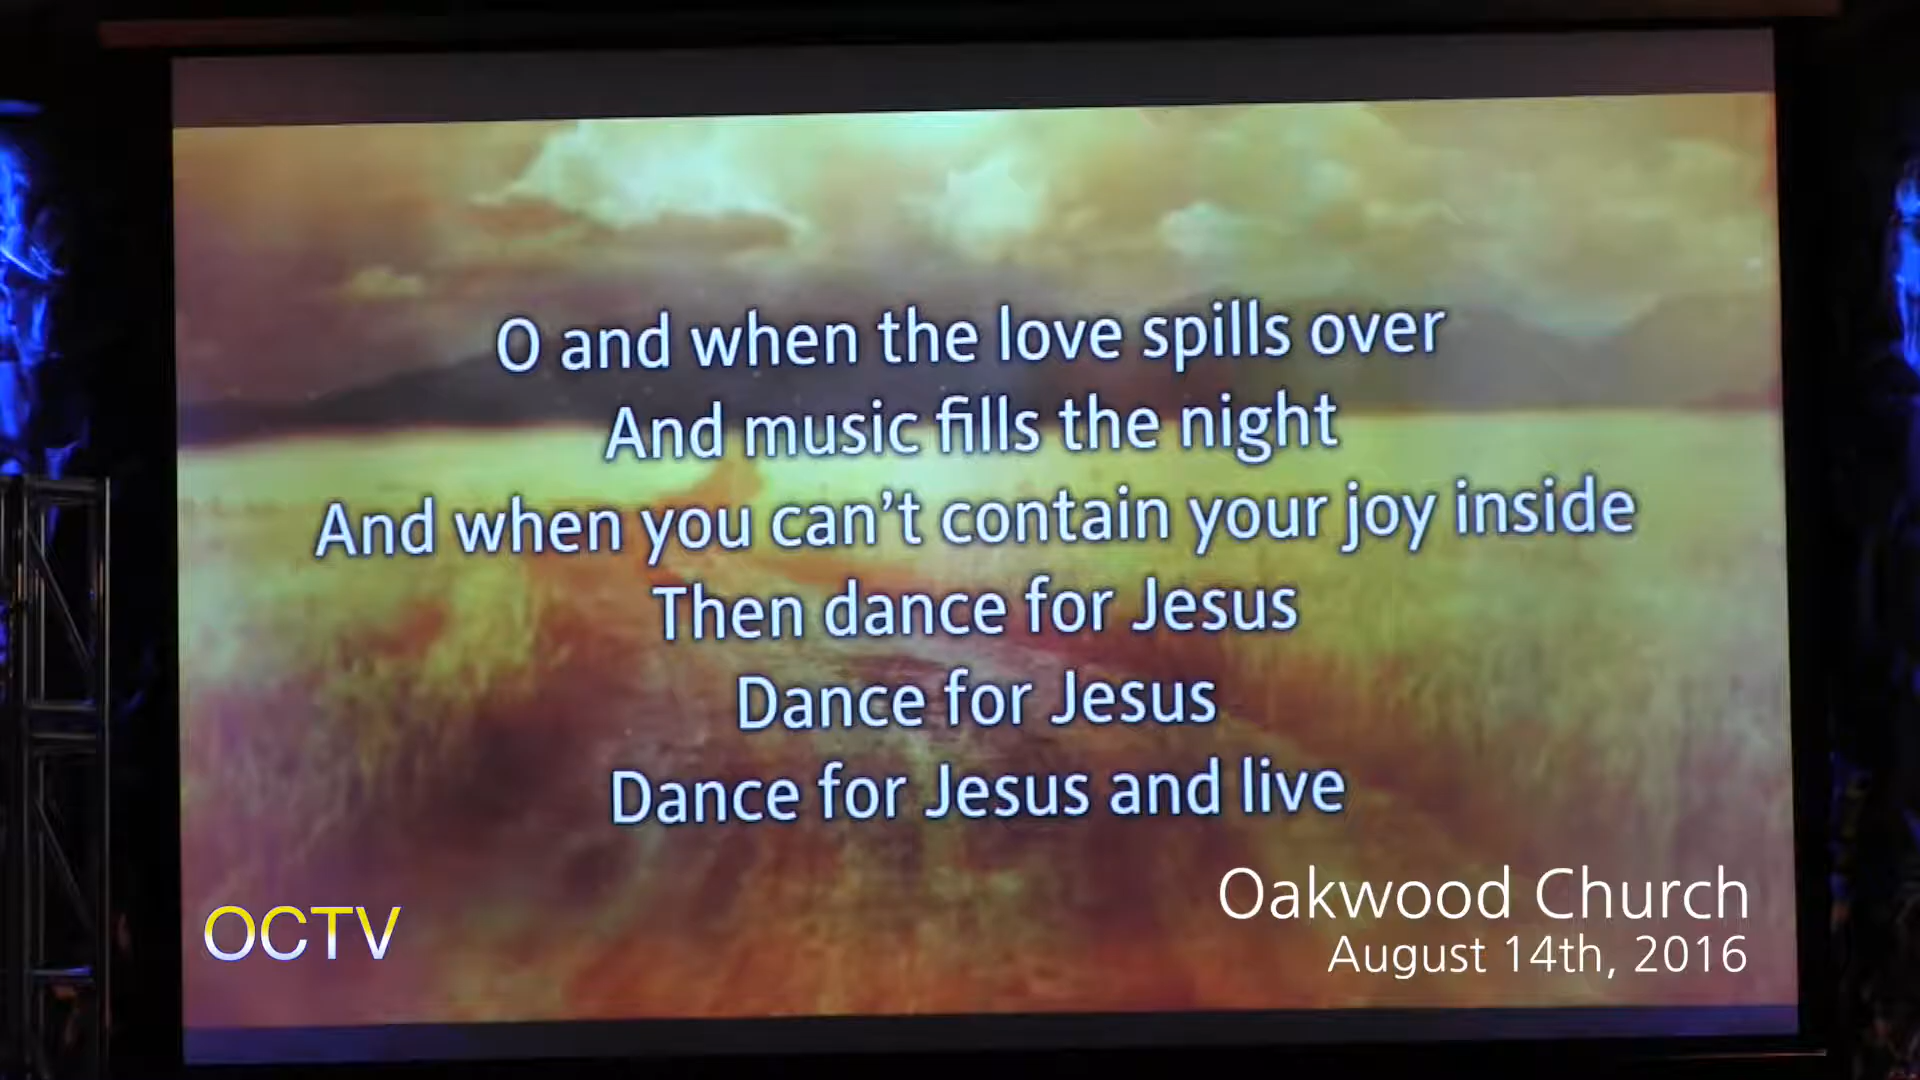 O and when the love spills over
And music fills the night
And when you can't contain your joy inside
Then dance for Jesus
Dance for Jesus
Dance for Jesus and live
Oakwood Church
August 14th, 2016
OCTV